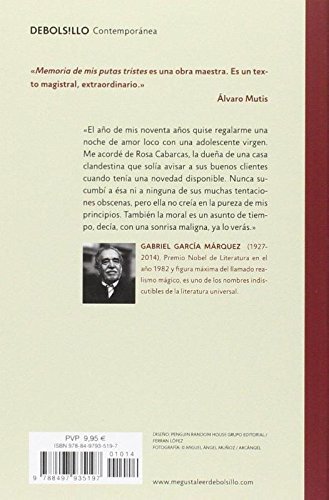 DEBOLS!LLO Contemporánea
«Memoria de mis putas tristes es una obra maestra. Es un tex-
to magistral, extraordinario.»
Álvaro Mutis
«El año de mis noventa años quise regalarme una
noche de amor loco con una adolescente virgen.
Me acordé de Rosa Cabarcas, la dueña de una casa
clandestina que solía avisar a sus buenos clientes
cuando tenía una novedad disponible. Nunca su-
cumbí a ésa ni a ninguna de sus muchas tentacio-
nes obscenas, pero ella no creía en la pureza de mis
principios. También la moral es un asunto de tiem-
po, decía, con una sonrisa maligna, ya lo verás.»
GABRIEL GARCÍA MÁRQUEZ (1927-
2014), Premio Nobel de Literatura en el
año 1982 y figura máxima del llamado rea-
lismo mágico, es uno de los nombres indis-
cutibles de la literatura universal.
PVP 9,95 €
ISBN 978-84-9793-519-7
01014
9 788497 935197
DISEÑO: PENGUIN RANDOM HOUSE GRUPO EDITORIAL /
FERRAN LÓPEZ
FOTOGRAFÍA: © MIGUEL ÁNGEL MUÑOZ / ARCÁNGEL
www.megustaleerdebolsillo.com